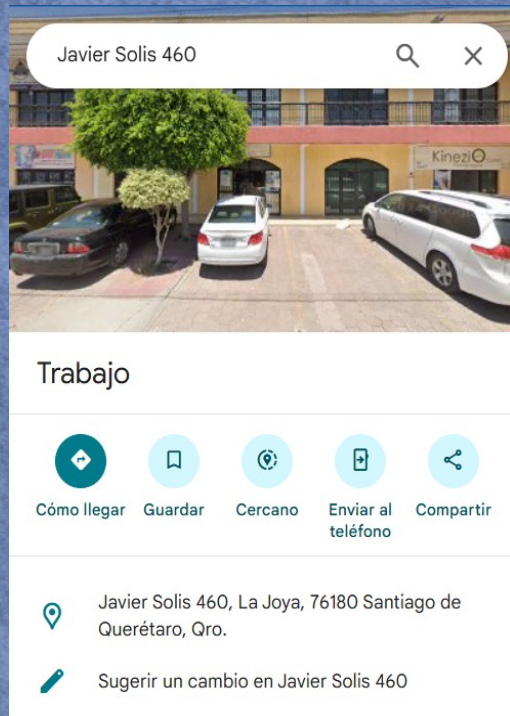 Javier Solis 460
KineziO
Trabajo
Cómo llegar
Guardar
Cercano
Enviar al
teléfono
Compartir
Javier Solis 460, La Joya, 76180 Santiago de
Querétaro, Qro.
Sugerir un cambio en Javier Solis 460